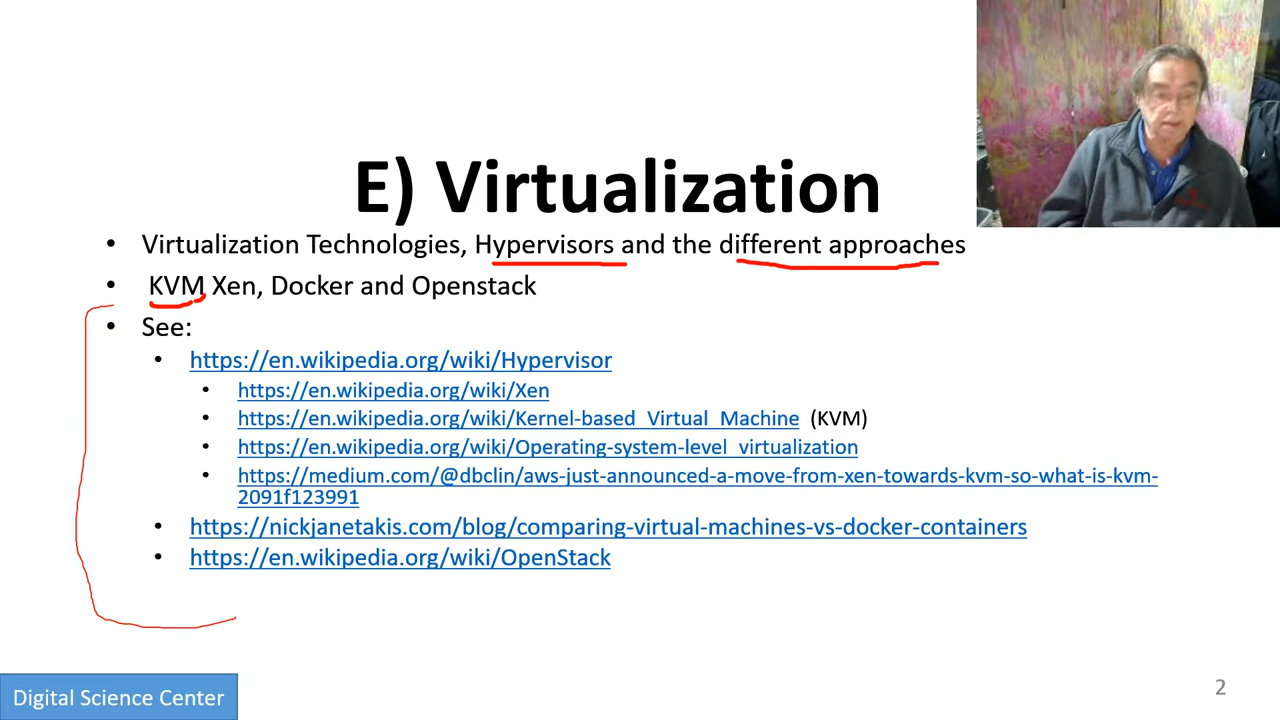 E) Virtualization
• Virtualization Technologies, Hypervisors and the different approaches
• KVM Xen, Docker and Openstack
• See:
• https://en.wikipedia.org/wiki/Hypervisor
• https://en.wikipedia.org/wiki/Xen
• https://en.wikipedia.org/wiki/Kernel-based_Virtual_Machine (KVM)
• https://en.wikipedia.org/wiki/Operating-system-level_virtualization
• https://medium.com/@dbclin/aws-just-announced-a-move-from-xen-towards-kvm-so-what-is-kvm-
2091f123991
• https://nickjanetakis.com/blog/comparing-virtual-machines-vs-docker-containers
• https://en.wikipedia.org/wiki/OpenStack
Digital Science Center
2